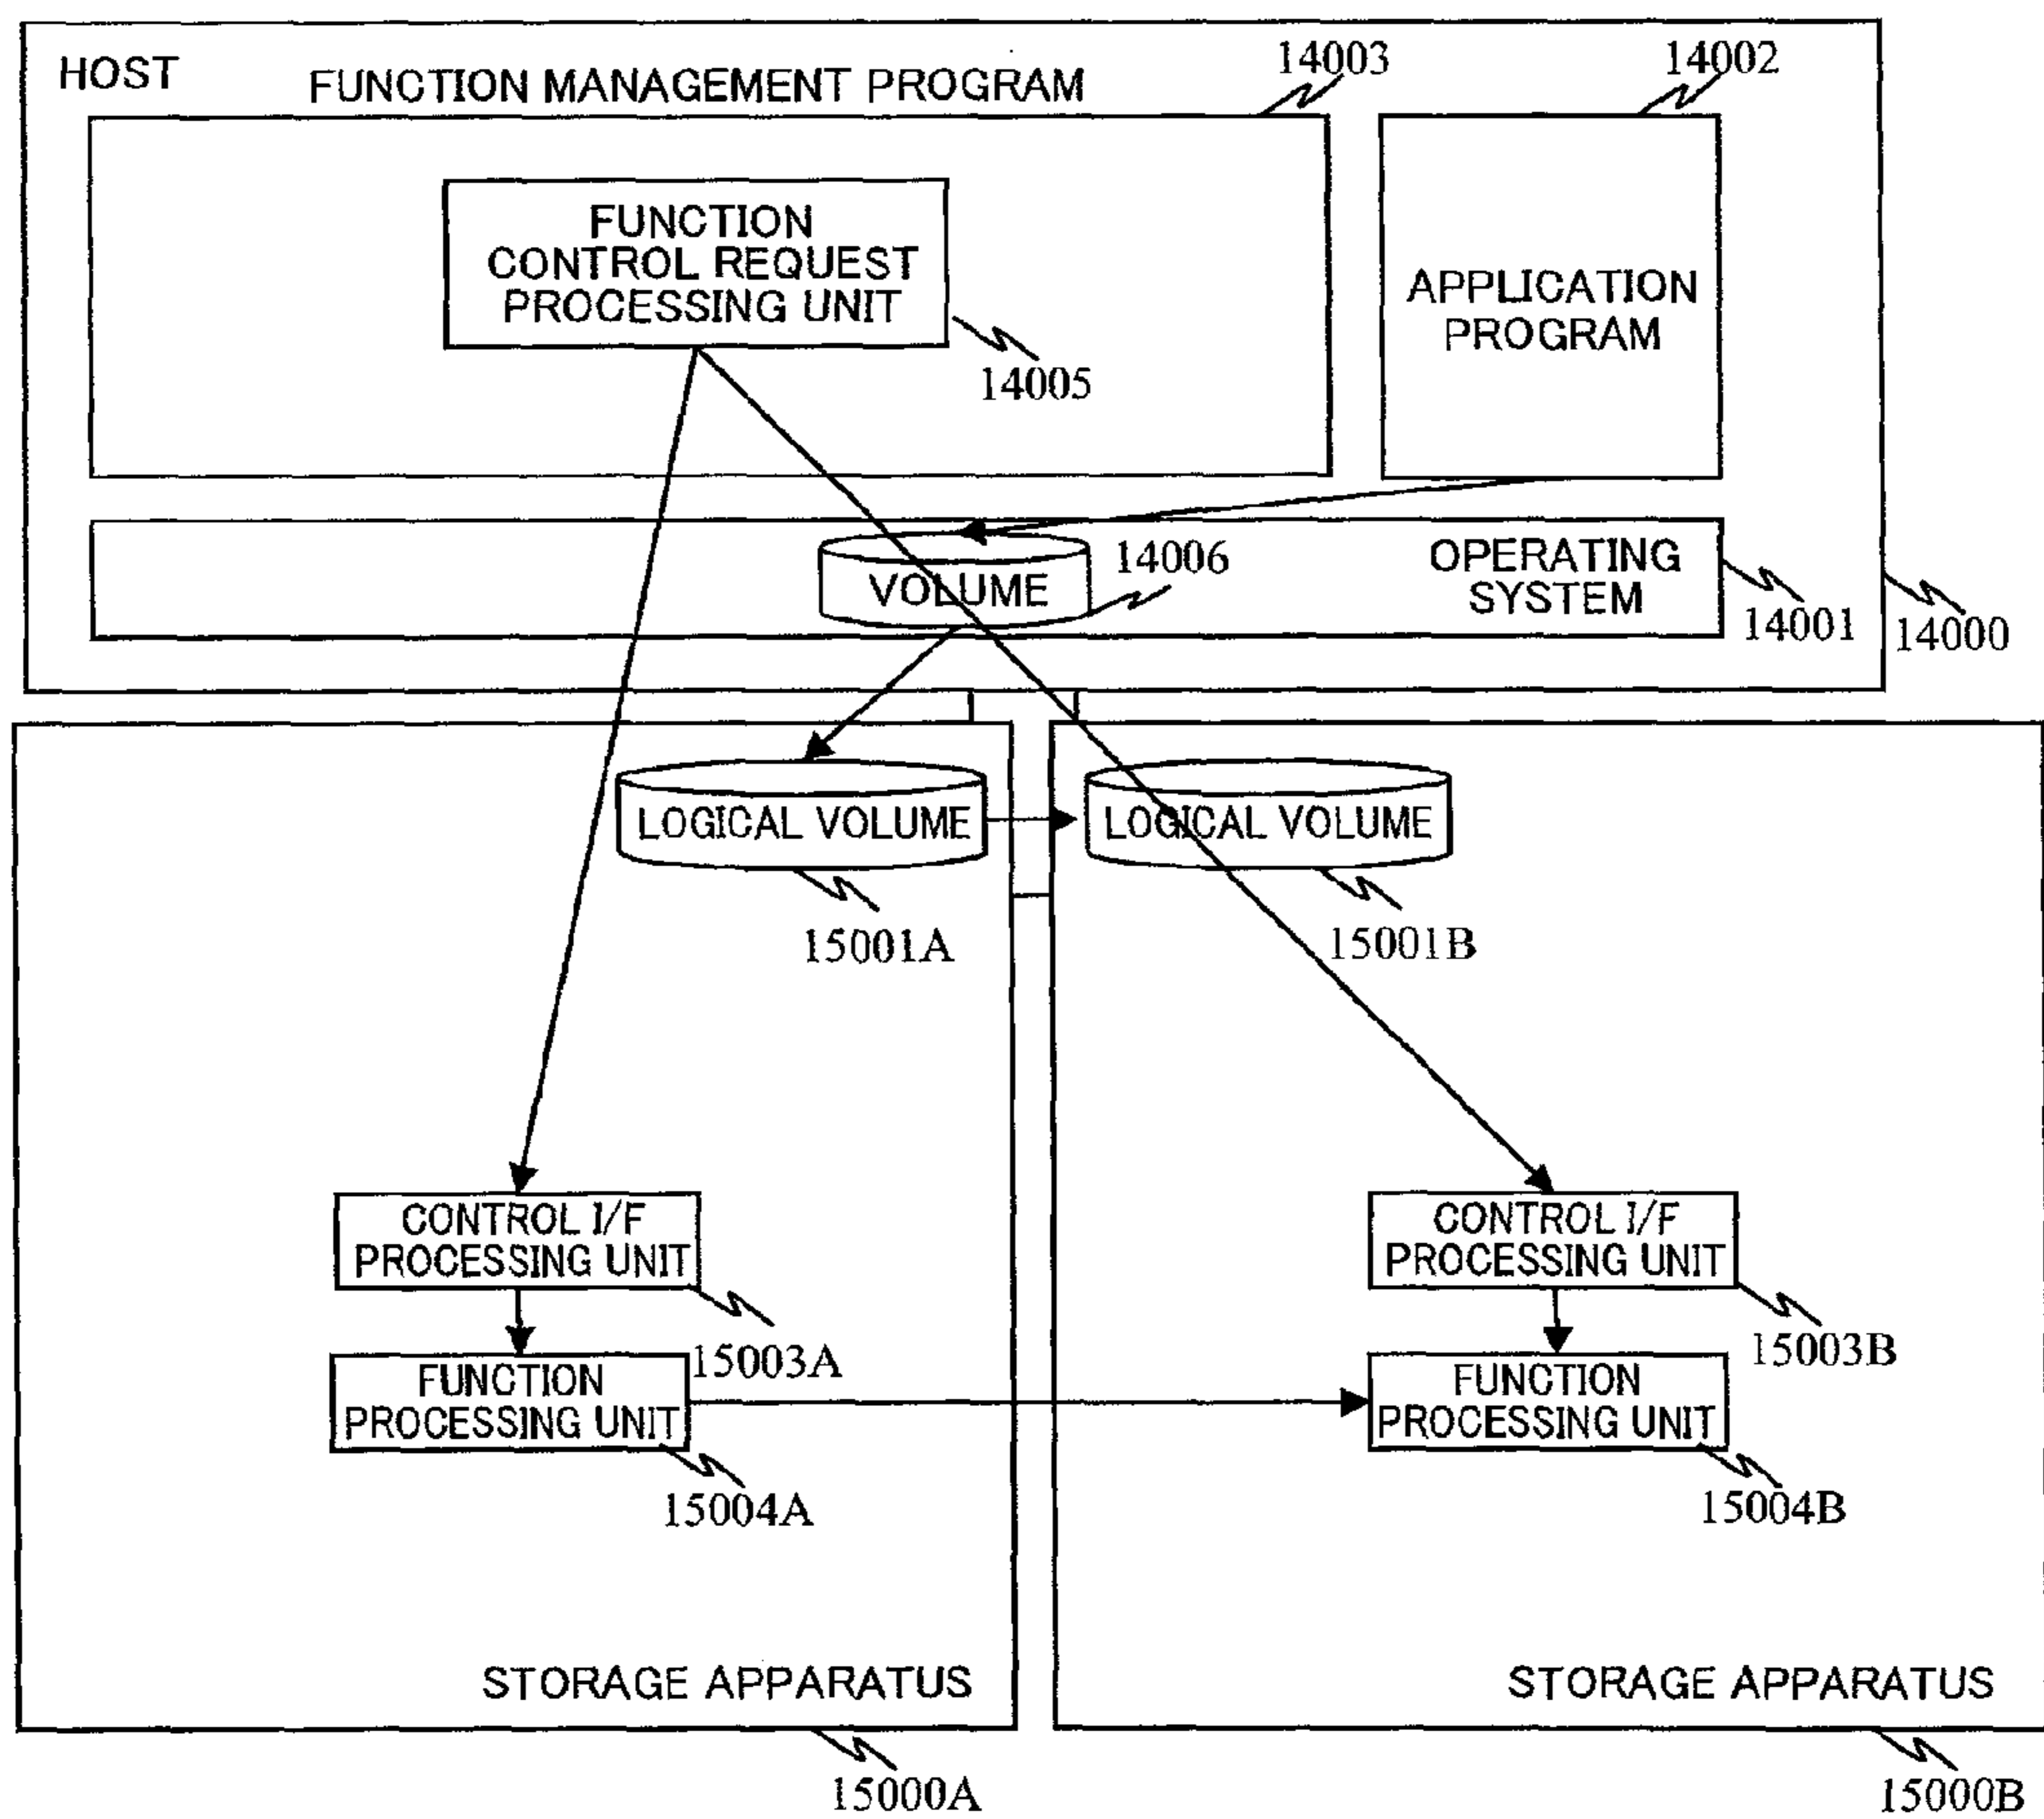 14003
14002
HOST
FUNCTION MANAGEMENT PROGRAM
FUNCTION
CONTROL REQUEST
PROCESSING UNIT
14005
APPLICATION
PROGRAM
VOLUME
14006
OPERATING
SYSTEM
14001
14000
LOGICAL VOLUME
LOGICAL VOLUME
15001A
15001B
CONTROL I/F
PROCESSING UNIT
CONTROL I/F
PROCESSING UNIT
15003A
15003B
FUNCTION
PROCESSING UNIT
FUNCTION
PROCESSING UNIT
15004A
15004B
STORAGE APPARATUS
STORAGE APPARATUS
15000A
15000B